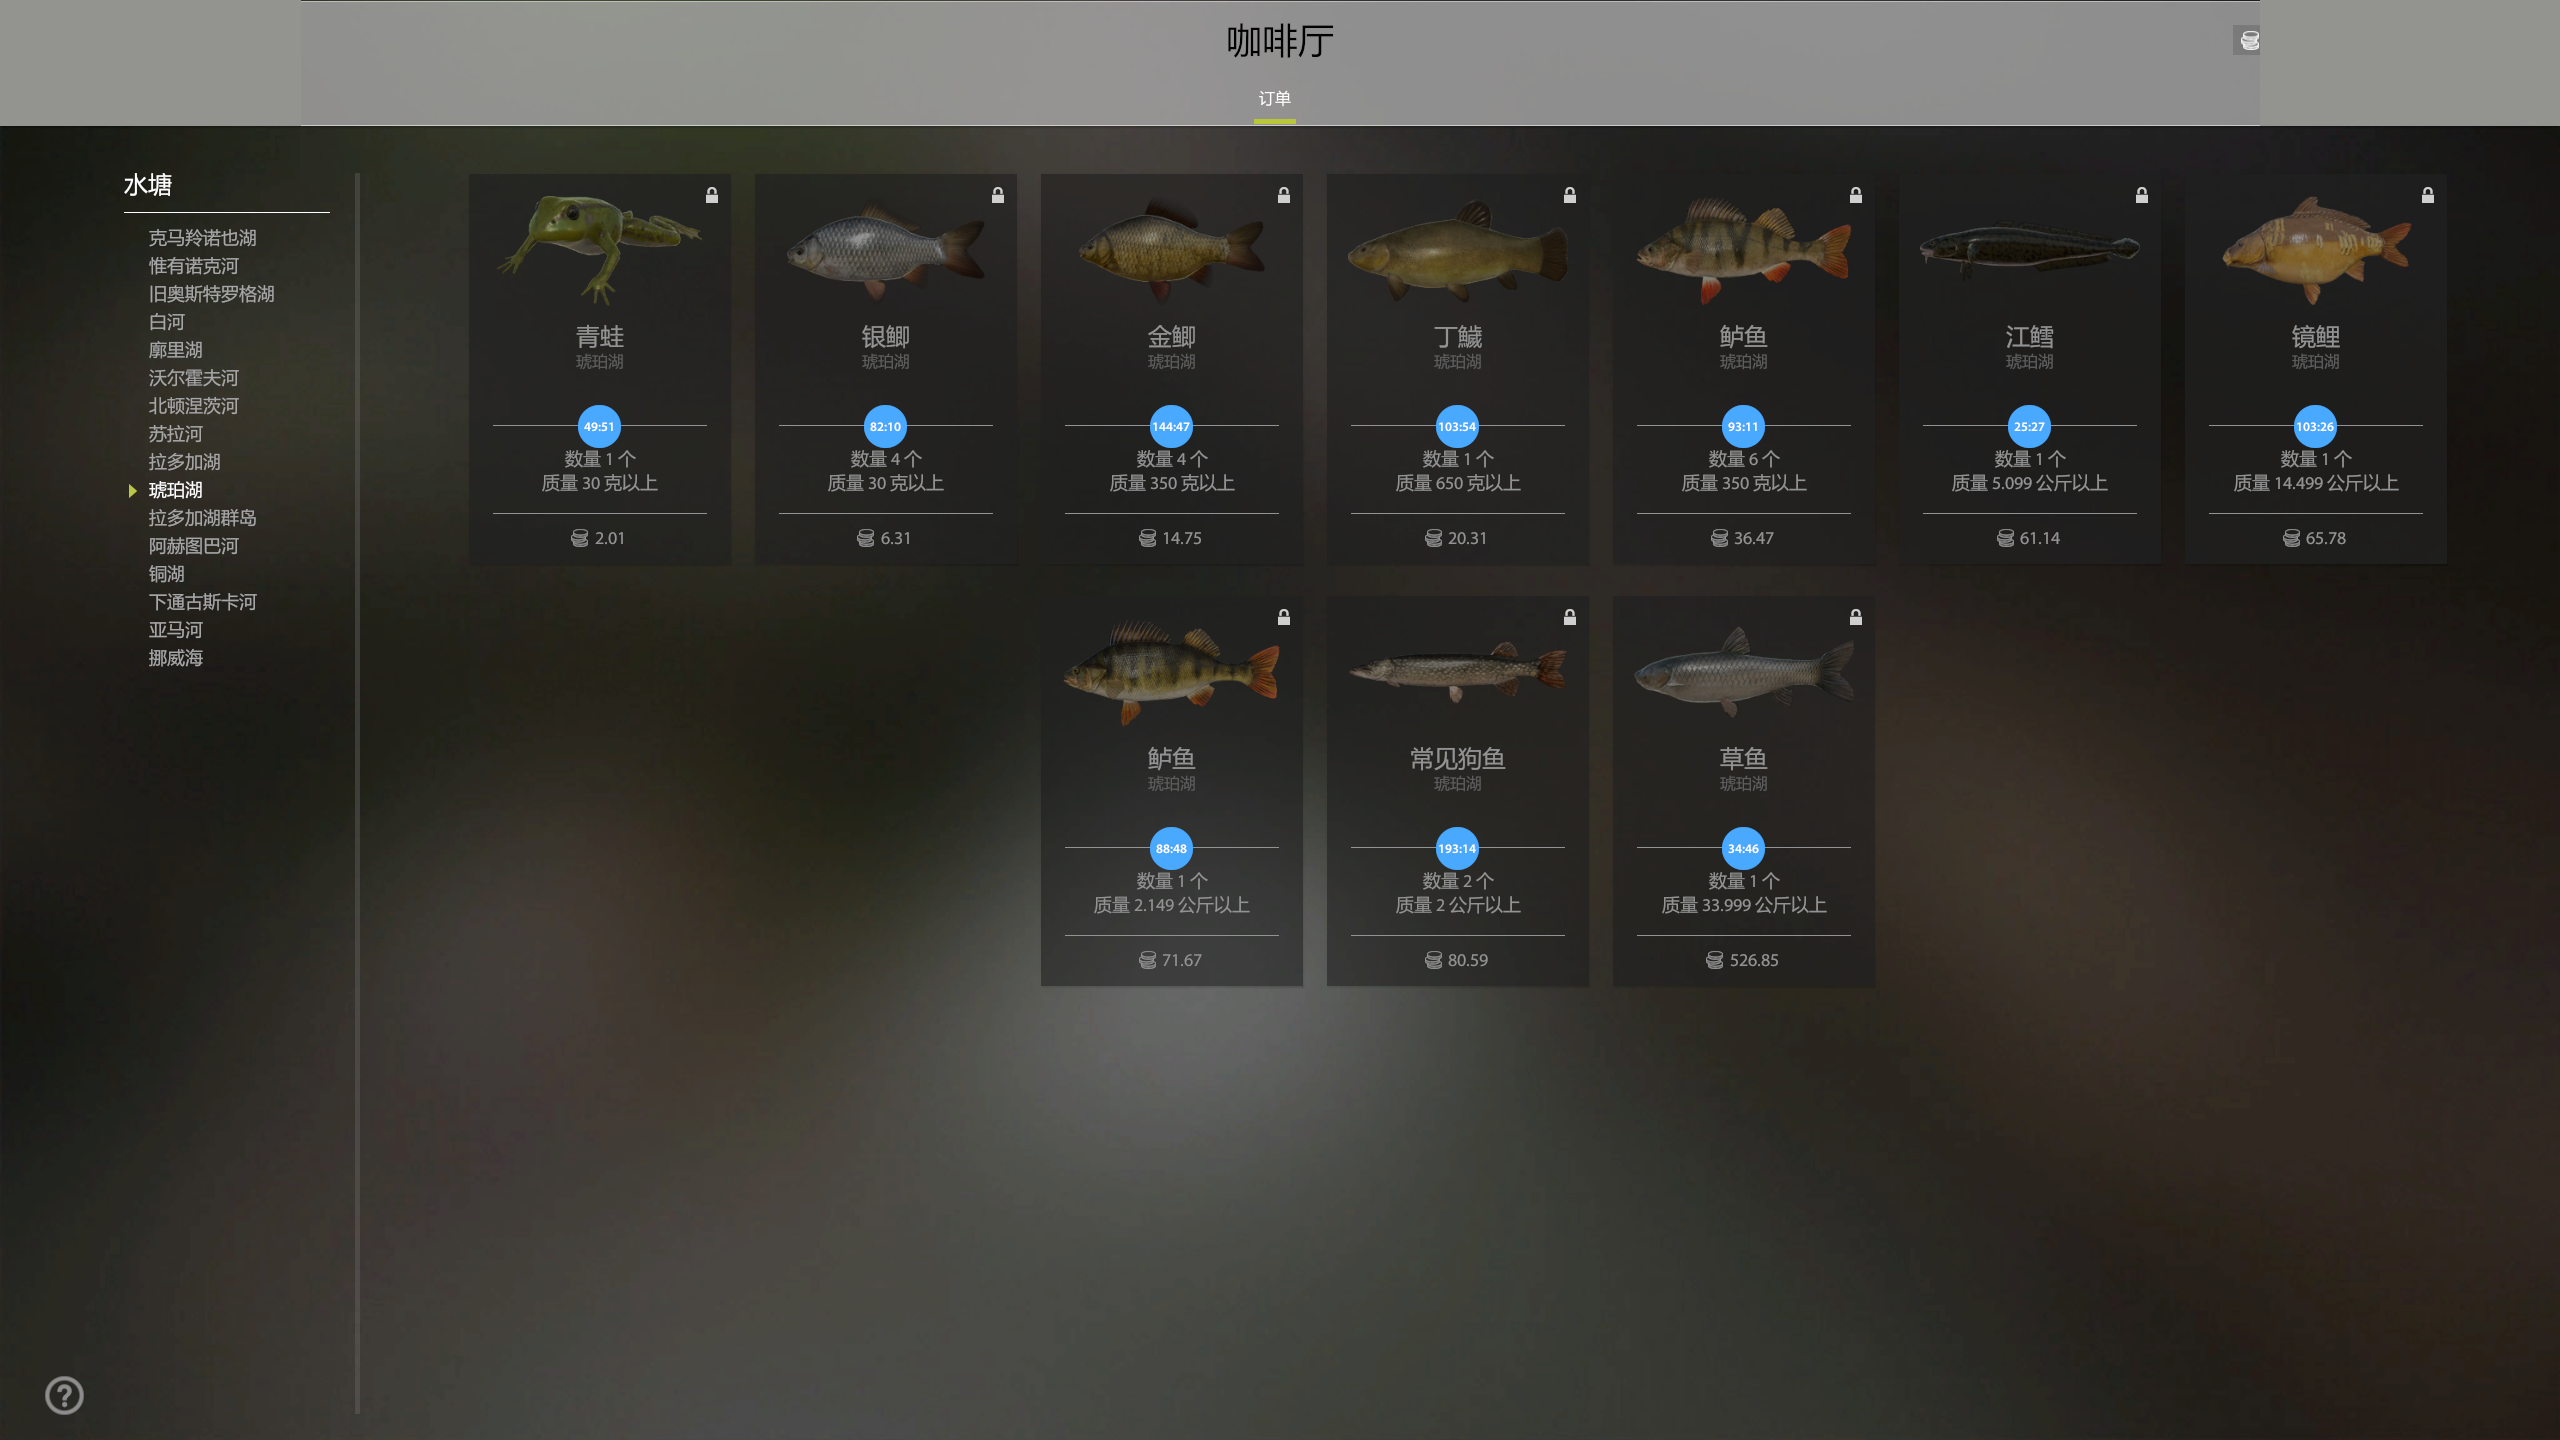 咖啡厅
订单
水塘
克马羚诺也湖
惟有诺克河
旧奥斯特罗格湖
白河
廓里湖
沃尔霍夫河
北顿涅茨河
苏拉河
拉多加湖
琥珀湖
拉多加湖群岛
阿赫图巴河
铜湖
下通古斯卡河
亚马河
挪威海
青蛙
琥珀湖
49:51
数量 1 个
质量 30 克以上
2.01
银鲫
琥珀湖
82:10
数量 4 个
质量 30 克以上
6.31
金鲫
琥珀湖
144:47
数量 4 个
质量 350 克以上
14.75
丁鱥
琥珀湖
103:54
数量 1 个
质量 650 克以上
20.31
鲈鱼
琥珀湖
93:11
数量 6 个
质量 350 克以上
36.47
江鳕
琥珀湖
25:27
数量 1 个
质量 5.099 公斤以上
61.14
镜鲤
琥珀湖
103:26
数量 1 个
质量 14.499 公斤以上
65.78
鲈鱼
琥珀湖
88:48
数量 1 个
质量 2.149 公斤以上
71.67
常见狗鱼
琥珀湖
193:14
数量 2 个
质量 2 公斤以上
80.59
草鱼
琥珀湖
34:46
数量 1 个
质量 33.999 公斤以上
526.85
?